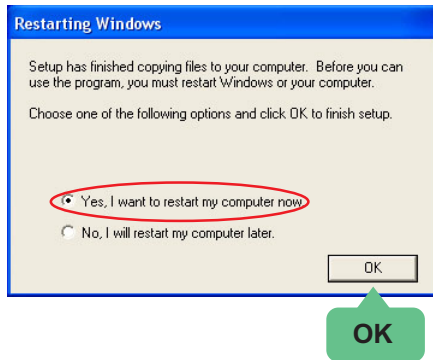 Restarting Windows
Setup has finished copying files to your computer. Before you can
use the program, you must restart Windows or your computer.
Choose one of the following options and click OK to finish setup.
Yes, I want to restart my computer now.
No, I will restart my computer later.
OK
OK